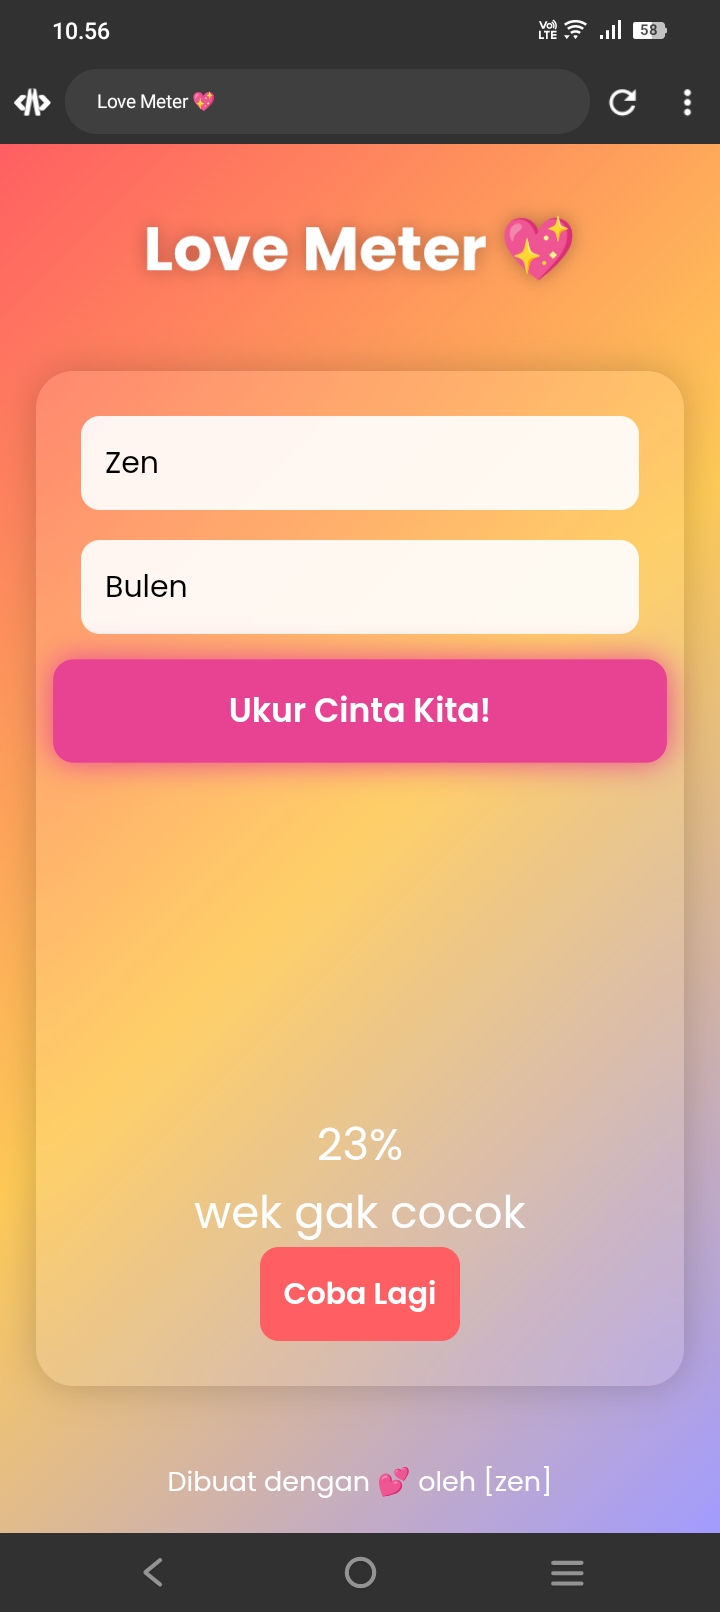 10.56
Vo) LTE
58
Love Meter 💖
Love Meter 💖
Zen
Bulen
Ukur Cinta Kita!
23%
wek gak cocok
Coba Lagi
Dibuat dengan 💕 oleh [zen]